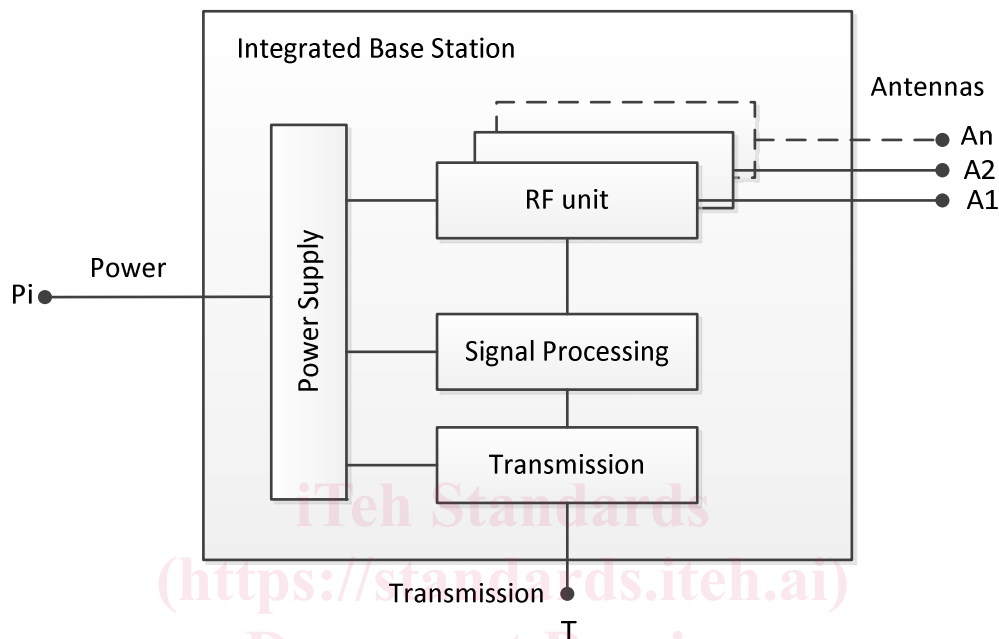 Integrated Base Station
Antennas
An
A2
A1
RF unit
Power
Pi
Power Supply
Signal Processing
Transmission
iTeh Standards
(https://standards.iteh.ai)
Transmission
T